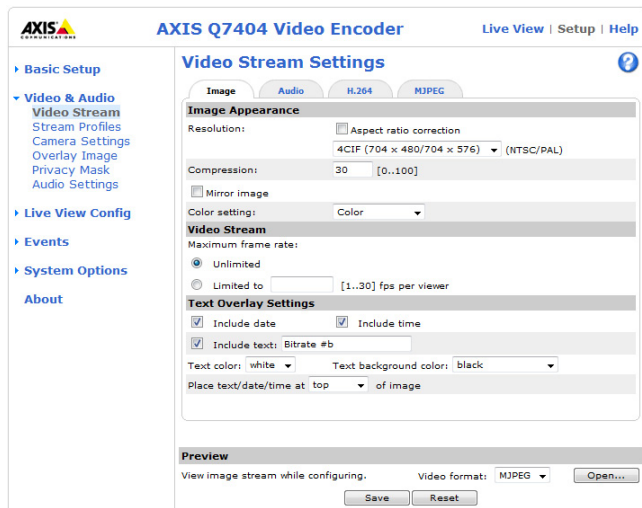 AXIS
COMMUNICATIONS
AXIS Q7404 Video Encoder
Live View | Setup | Help
Basic Setup
Video & Audio
Video Stream
Stream Profiles
Camera Settings
Overlay Image
Privacy Mask
Audio Settings
Live View Config
Events
System Options
About
Video Stream Settings
?
Image Audio H.264 MJPEG
Image Appearance
Resolution: Aspect ratio correction
4CIF (704 x 480/704 x 576) (NTSC/PAL)
Compression: 30 [0..100]
Mirror image
Color setting: Color
Video Stream
Maximum frame rate:
Unlimited
Limited to [1..30] fps per viewer
Text Overlay Settings
Include date Include time
Include text: Bitrate #b
Text color: white Text background color: black
Place text/date/time at top of image
Preview
View image stream while configuring. Video format: MJPEG Open...
Save Reset